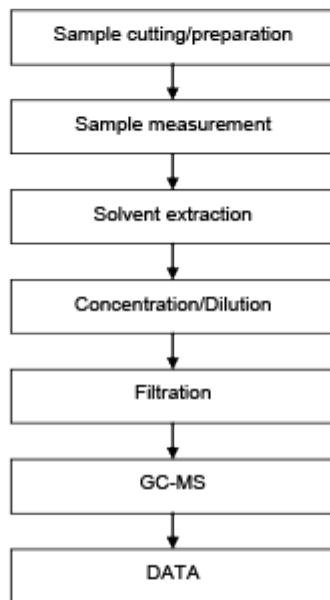 Sample cutting/preparation
Sample measurement
Solvent extraction
Concentration/Dilution
Filtration
GC-MS
DATA